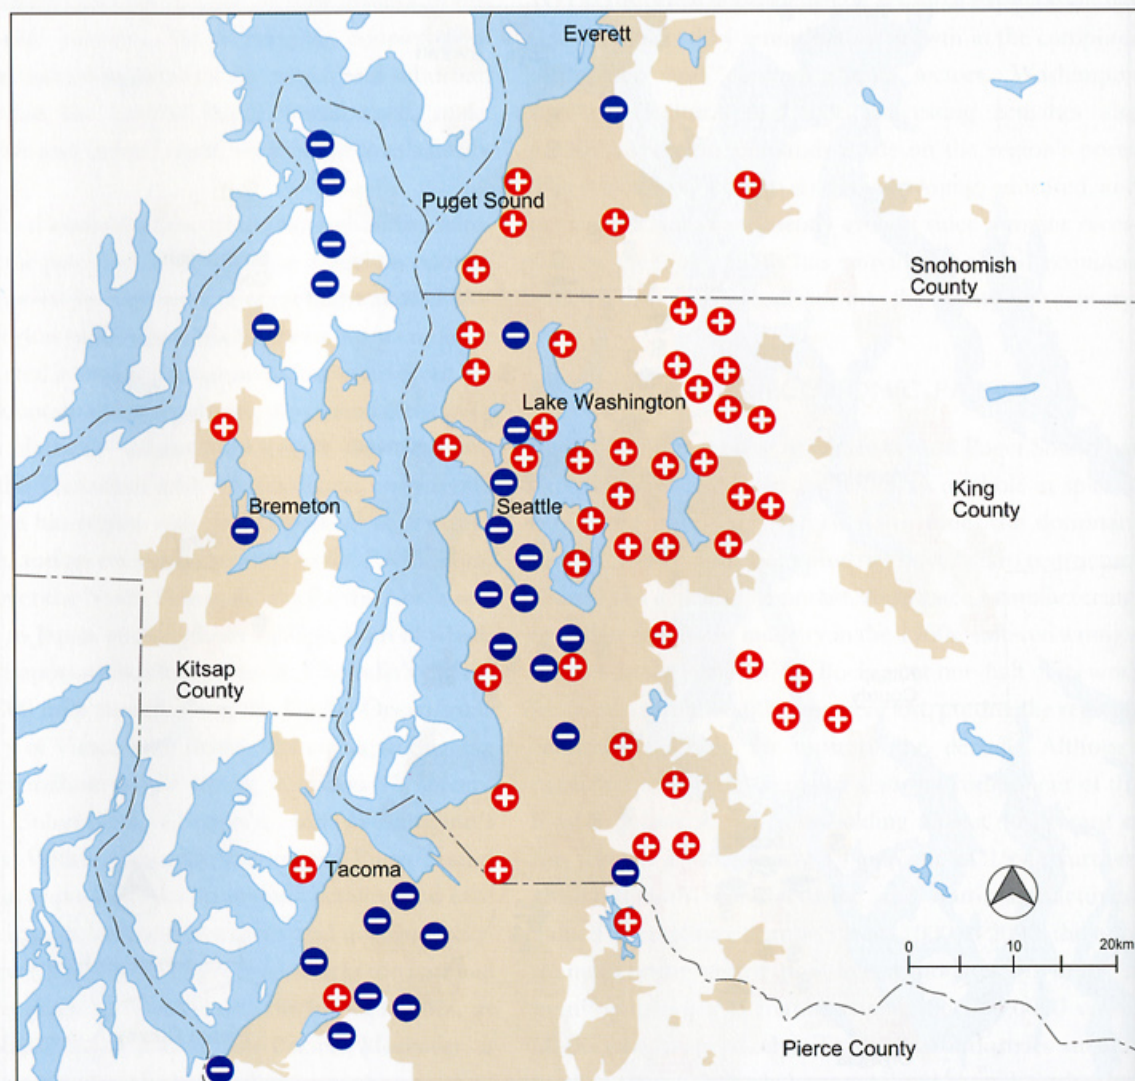 Everett
Puget Sound
Snohomish
County
Lake Washington
Seattle
King
County
Bremeton
Kitsap
County
Tacoma
0 10 20km
Pierce County